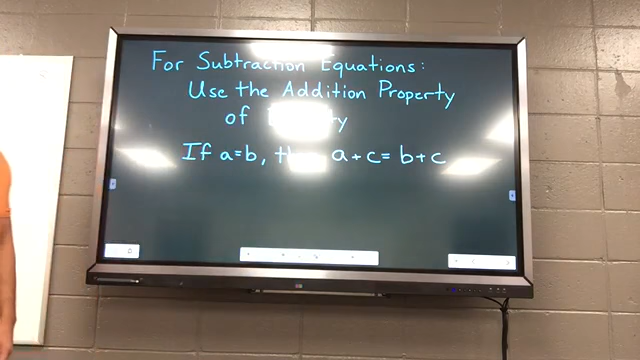 For Subtraction Equations:
Use the Addition Property
of
If a=b, a+c= b+c